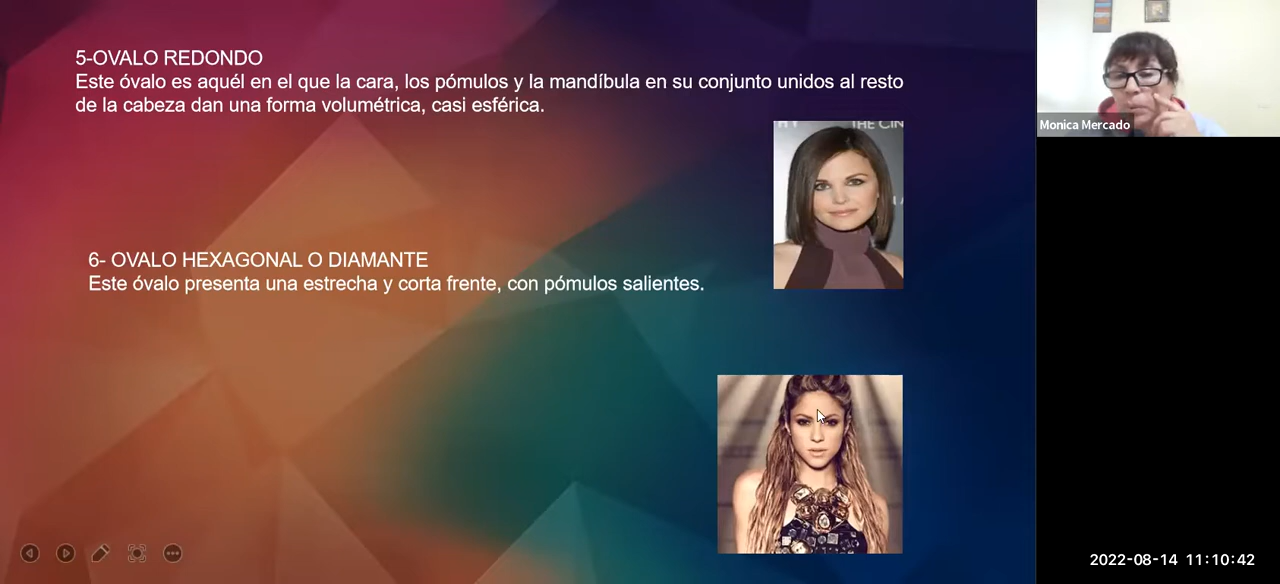 5-OVALO REDONDO
Este óvalo es aquél en el que la cara, los pómulos y la mandíbula en su conjunto unidos al resto
de la cabeza dan una forma volumétrica, casi esférica.
THE CIN
6- OVALO HEXAGONAL O DIAMANTE
Este óvalo presenta una estrecha y corta frente, con pómulos salientes.
Monica Mercado
2022-08-14 11:10:42